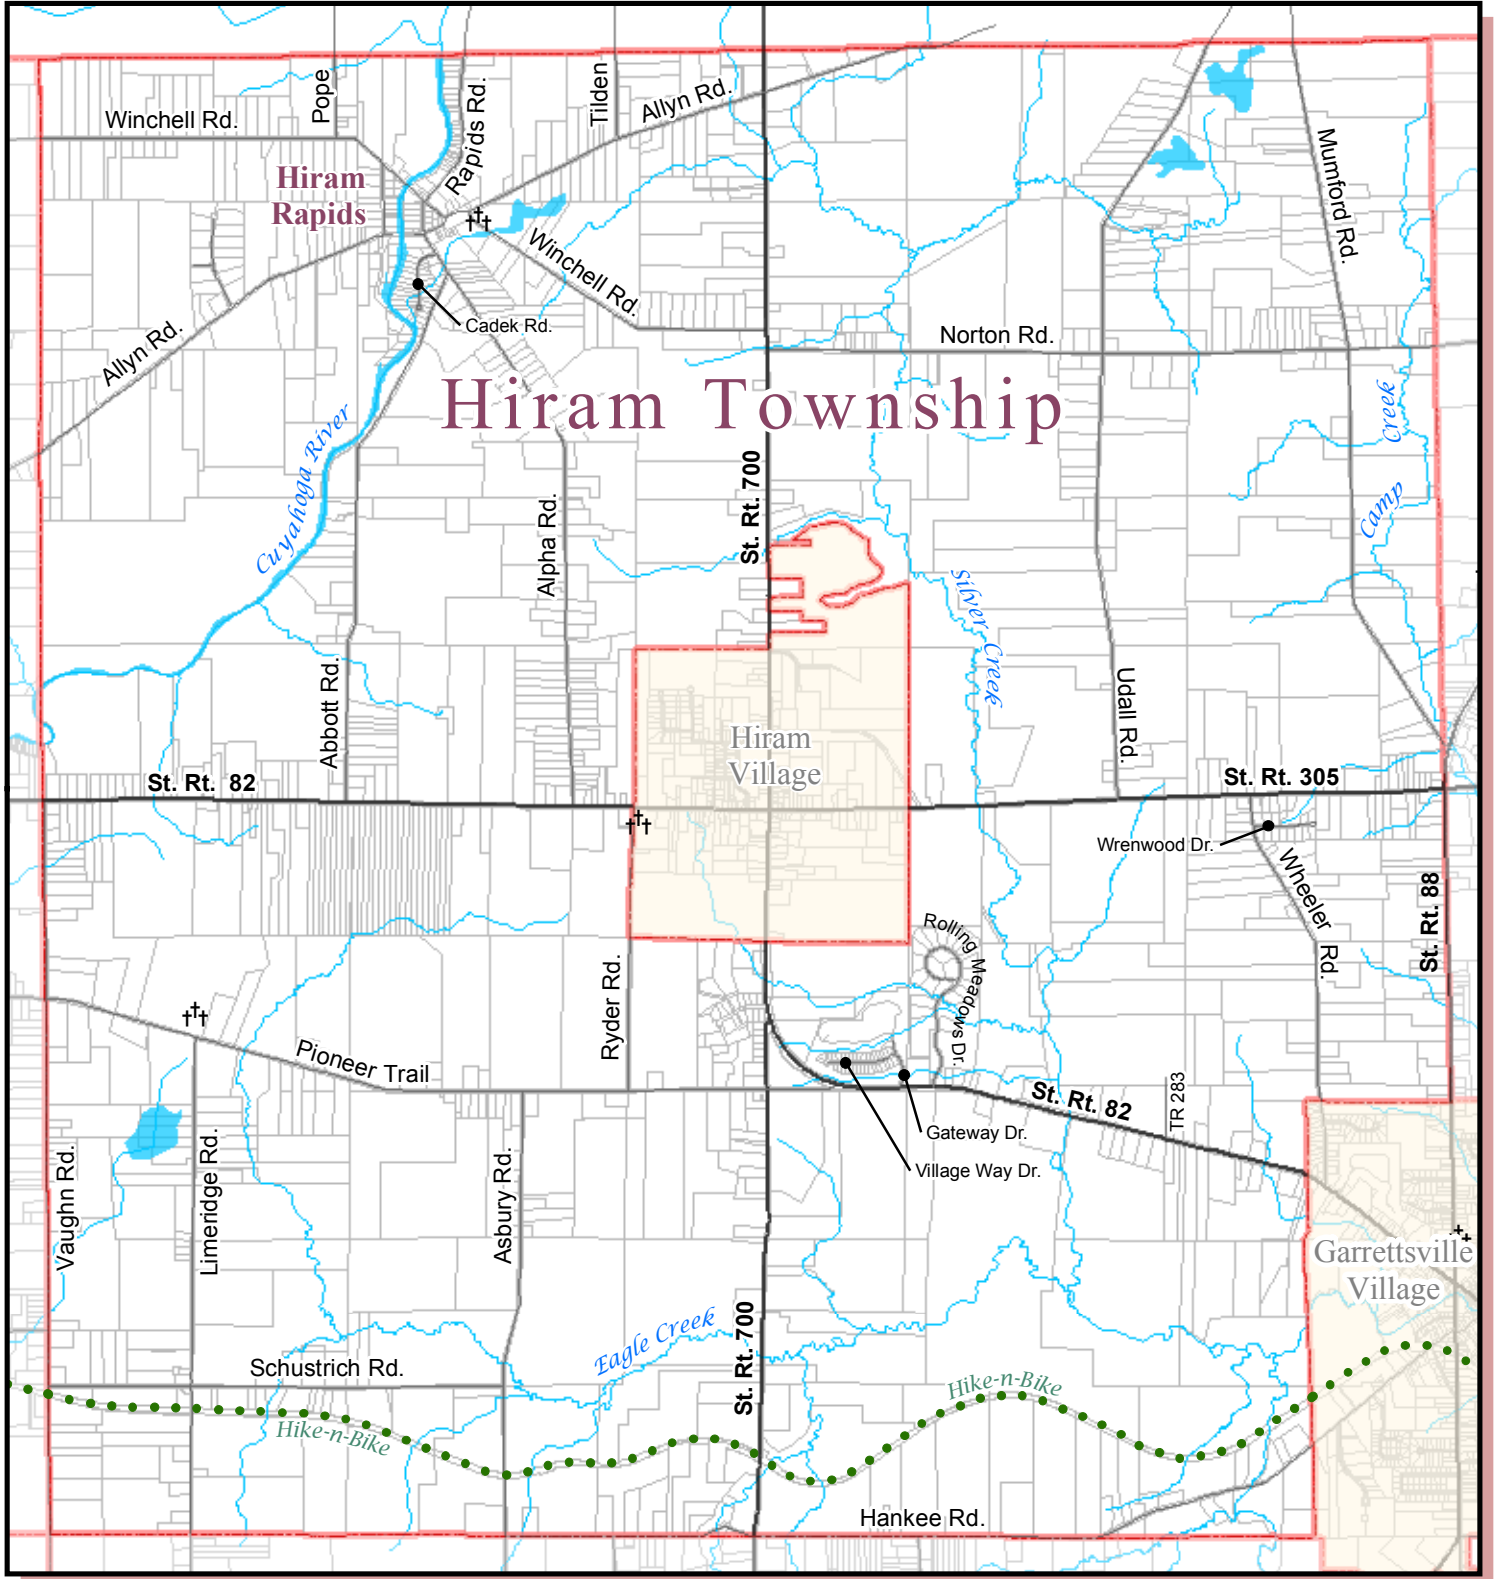 Pope
Tilden
Rapids Rd.
Allyn Rd.
Winchell Rd.
Mumford Rd.
Hiram
Rapids
Winchell Rd.
Cadek Rd.
Allyn Rd.
Norton Rd.
Hiram Township
Creek
Camp
Cuyahoga River
St. Rt. 700
Alpha Rd.
Silver Creek
Abbott Rd.
Udall Rd.
Hiram
Village
St. Rt. 82
St. Rt. 305
Wrenwood Dr.
Wheeler Rd.
St. Rt. 88
Rolling Meadows Dr.
Ryder Rd.
Pioneer Trail
St. Rt. 82
TR 283
Gateway Dr.
Village Way Dr.
Vaughn Rd.
Limeridge Rd.
Asbury Rd.
Garrettsville
Village
Eagle Creek
St. Rt. 700
Schustrich Rd.
Hike-n-Bike
Hike-n-Bike
Hankee Rd.